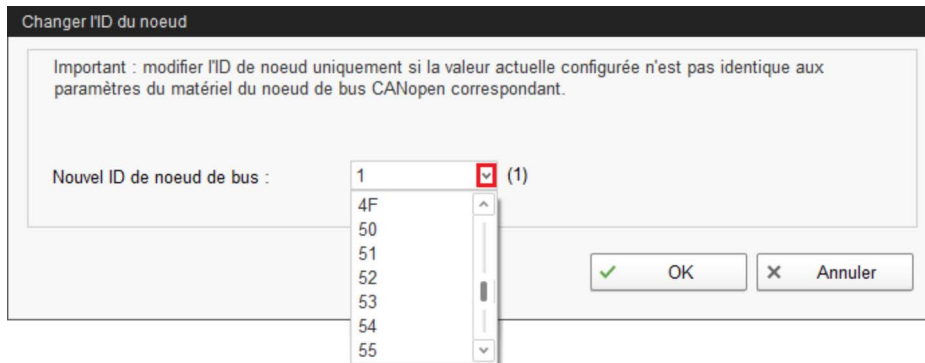 Changer l'ID du noeud
Important : modifier l'ID de noeud uniquement si la valeur actuelle configurée n'est pas identique aux
paramètres du matériel du noeud de bus CANopen correspondant.
Nouvel ID de noeud de bus : 1 (1)
4F
50
51
52
53
54
55
OK Annuler